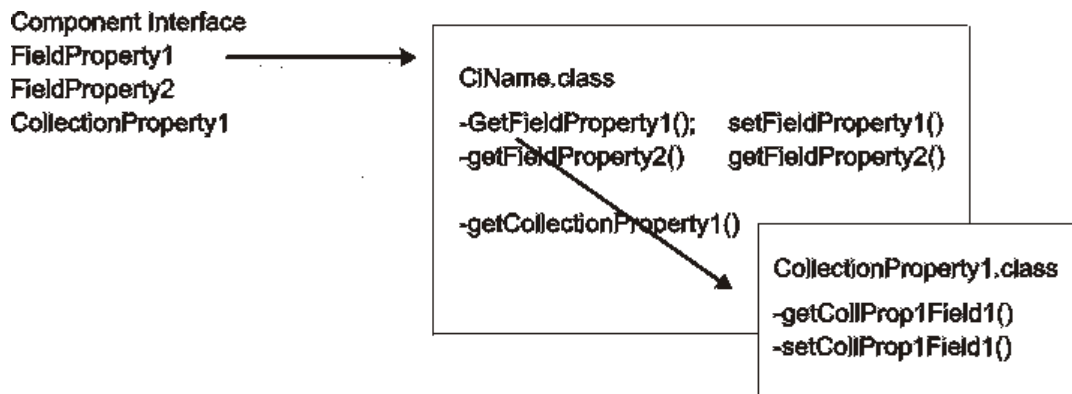 Component Interface
FieldProperty1
FieldProperty2
CollectionProperty1
CIName.class
-GetFieldProperty1(); setFieldProperty1()
-getFieldProperty2() getFieldProperty2()
-getCollectionProperty1()
CollectionProperty1.class
-getCollProp1Field1()
-setCollProp1Field1()